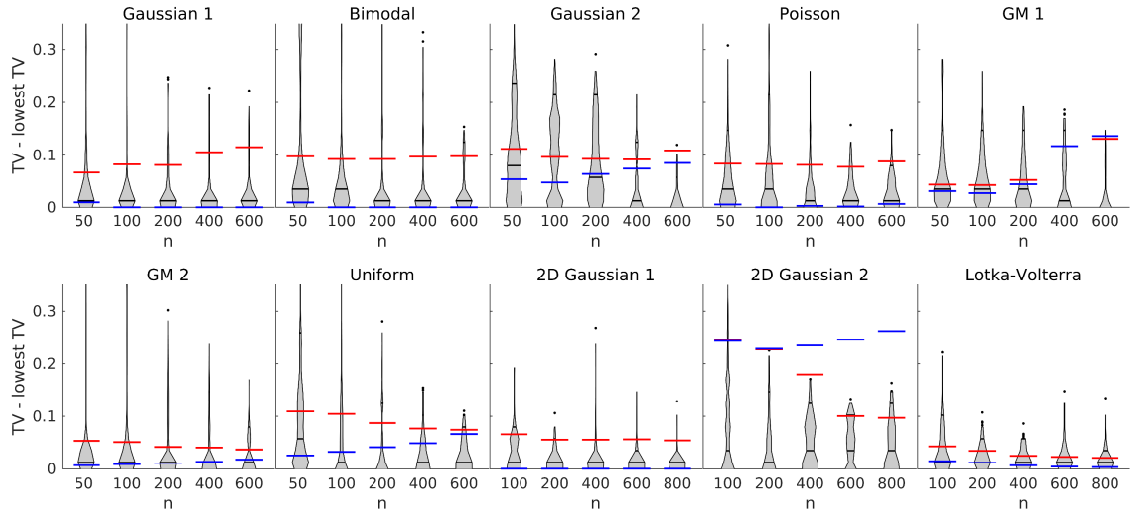 Gaussian 1 Bimodal Gaussian 2 Poisson GM 1
TV - lowest TV
0.3
0.2
0.1
0
50 100 200 400 600 50 100 200 400 600 50 100 200 400 600 50 100 200 400 600 50 100 200 400 600
n n n n n
GM 2 Uniform 2D Gaussian 1 2D Gaussian 2 Lotka-Volterra
TV - lowest TV
0.3
0.2
0.1
0
50 100 200 400 600 50 100 200 400 600 100 200 400 600 800 100 200 400 600 800 100 200 400 600 800
n n n n n